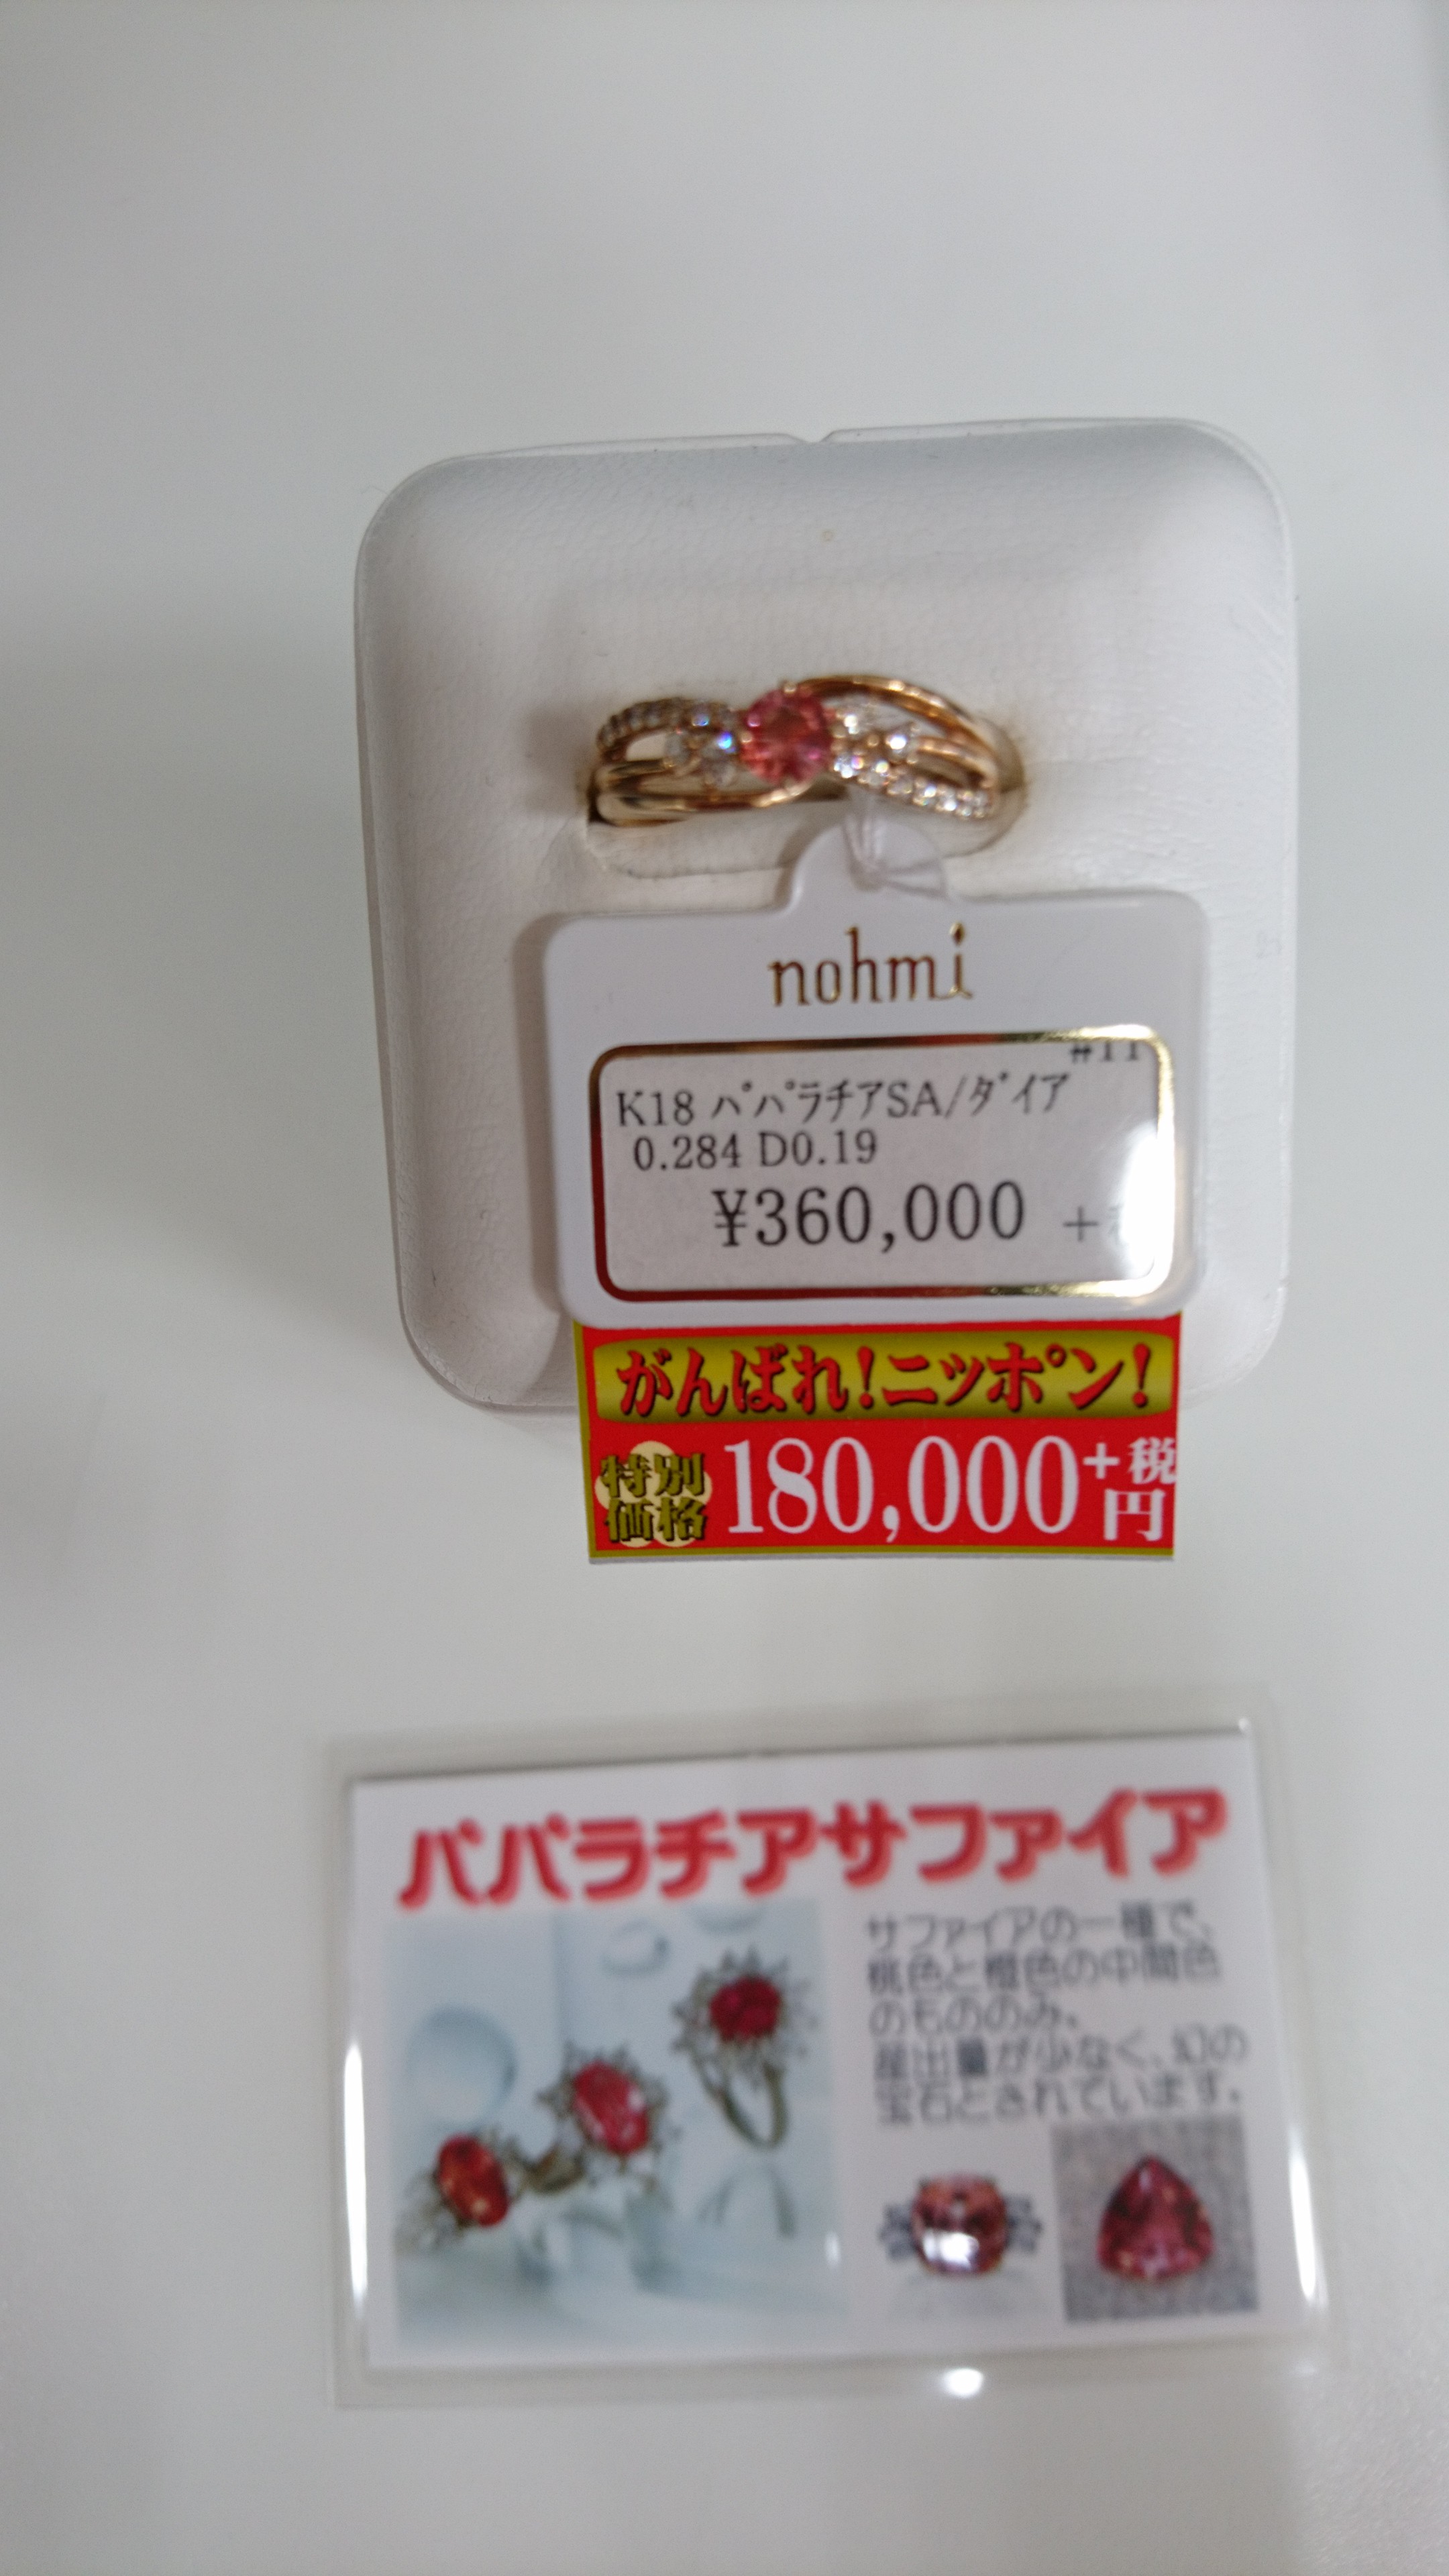 nohmi
#11
K18 パパラチアSA/ダイア
0.284 D0.19
¥360,000 +
がんばれ!ニッポン!
特別価格 180,000+税円
パパラチアサファイア
サファイアの一種で、
桃色と橙色の中間色
のもののみ。
産出量が少なく、幻の
宝石とされています。